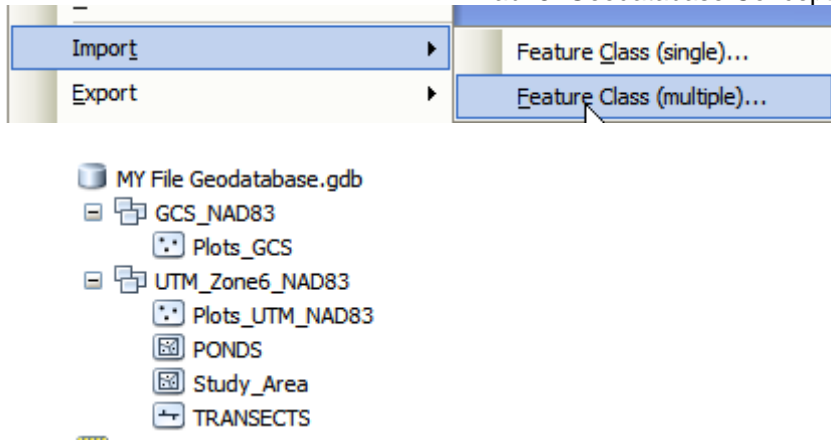 Import
Feature Class (single)...
Export
Feature Class (multiple)...
MY File Geodatabase.gdb
GCS_NAD83
Plots_GCS
UTM_Zone6_NAD83
Plots_UTM_NAD83
PONDS
Study_Area
TRANSECTS